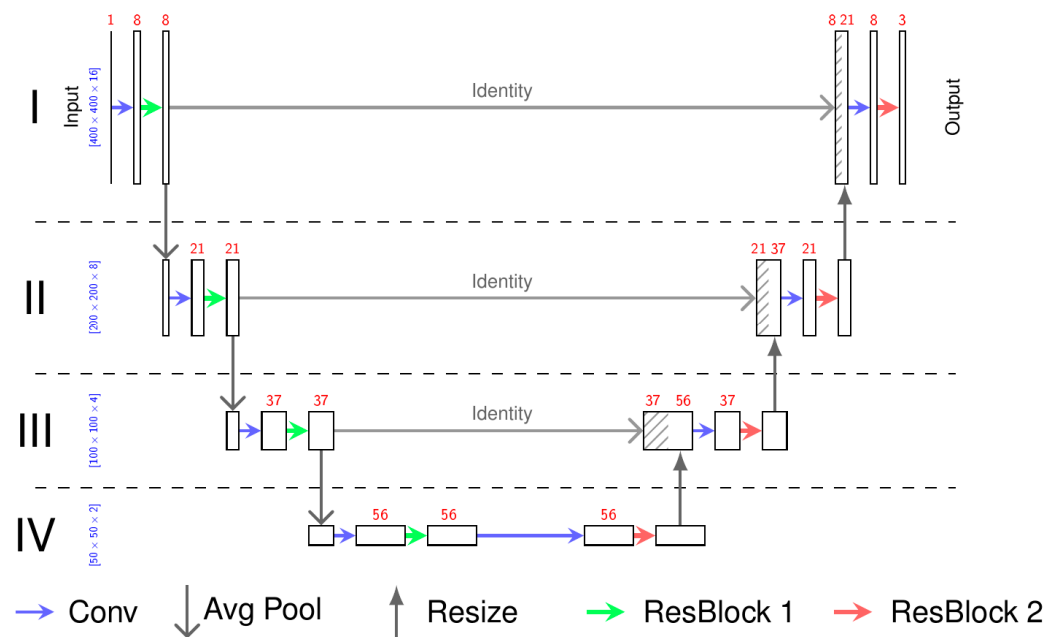 1 8 8 8 21 8 3
I Input [400 × 400 × 16] Identity Output
21 21 21 37 21
II [200 × 200 × 8] Identity
37 37 37 56 37
III [100 × 100 × 4] Identity
56 56 56
IV [50 × 50 × 2]
Conv Avg Pool Resize ResBlock 1 ResBlock 2